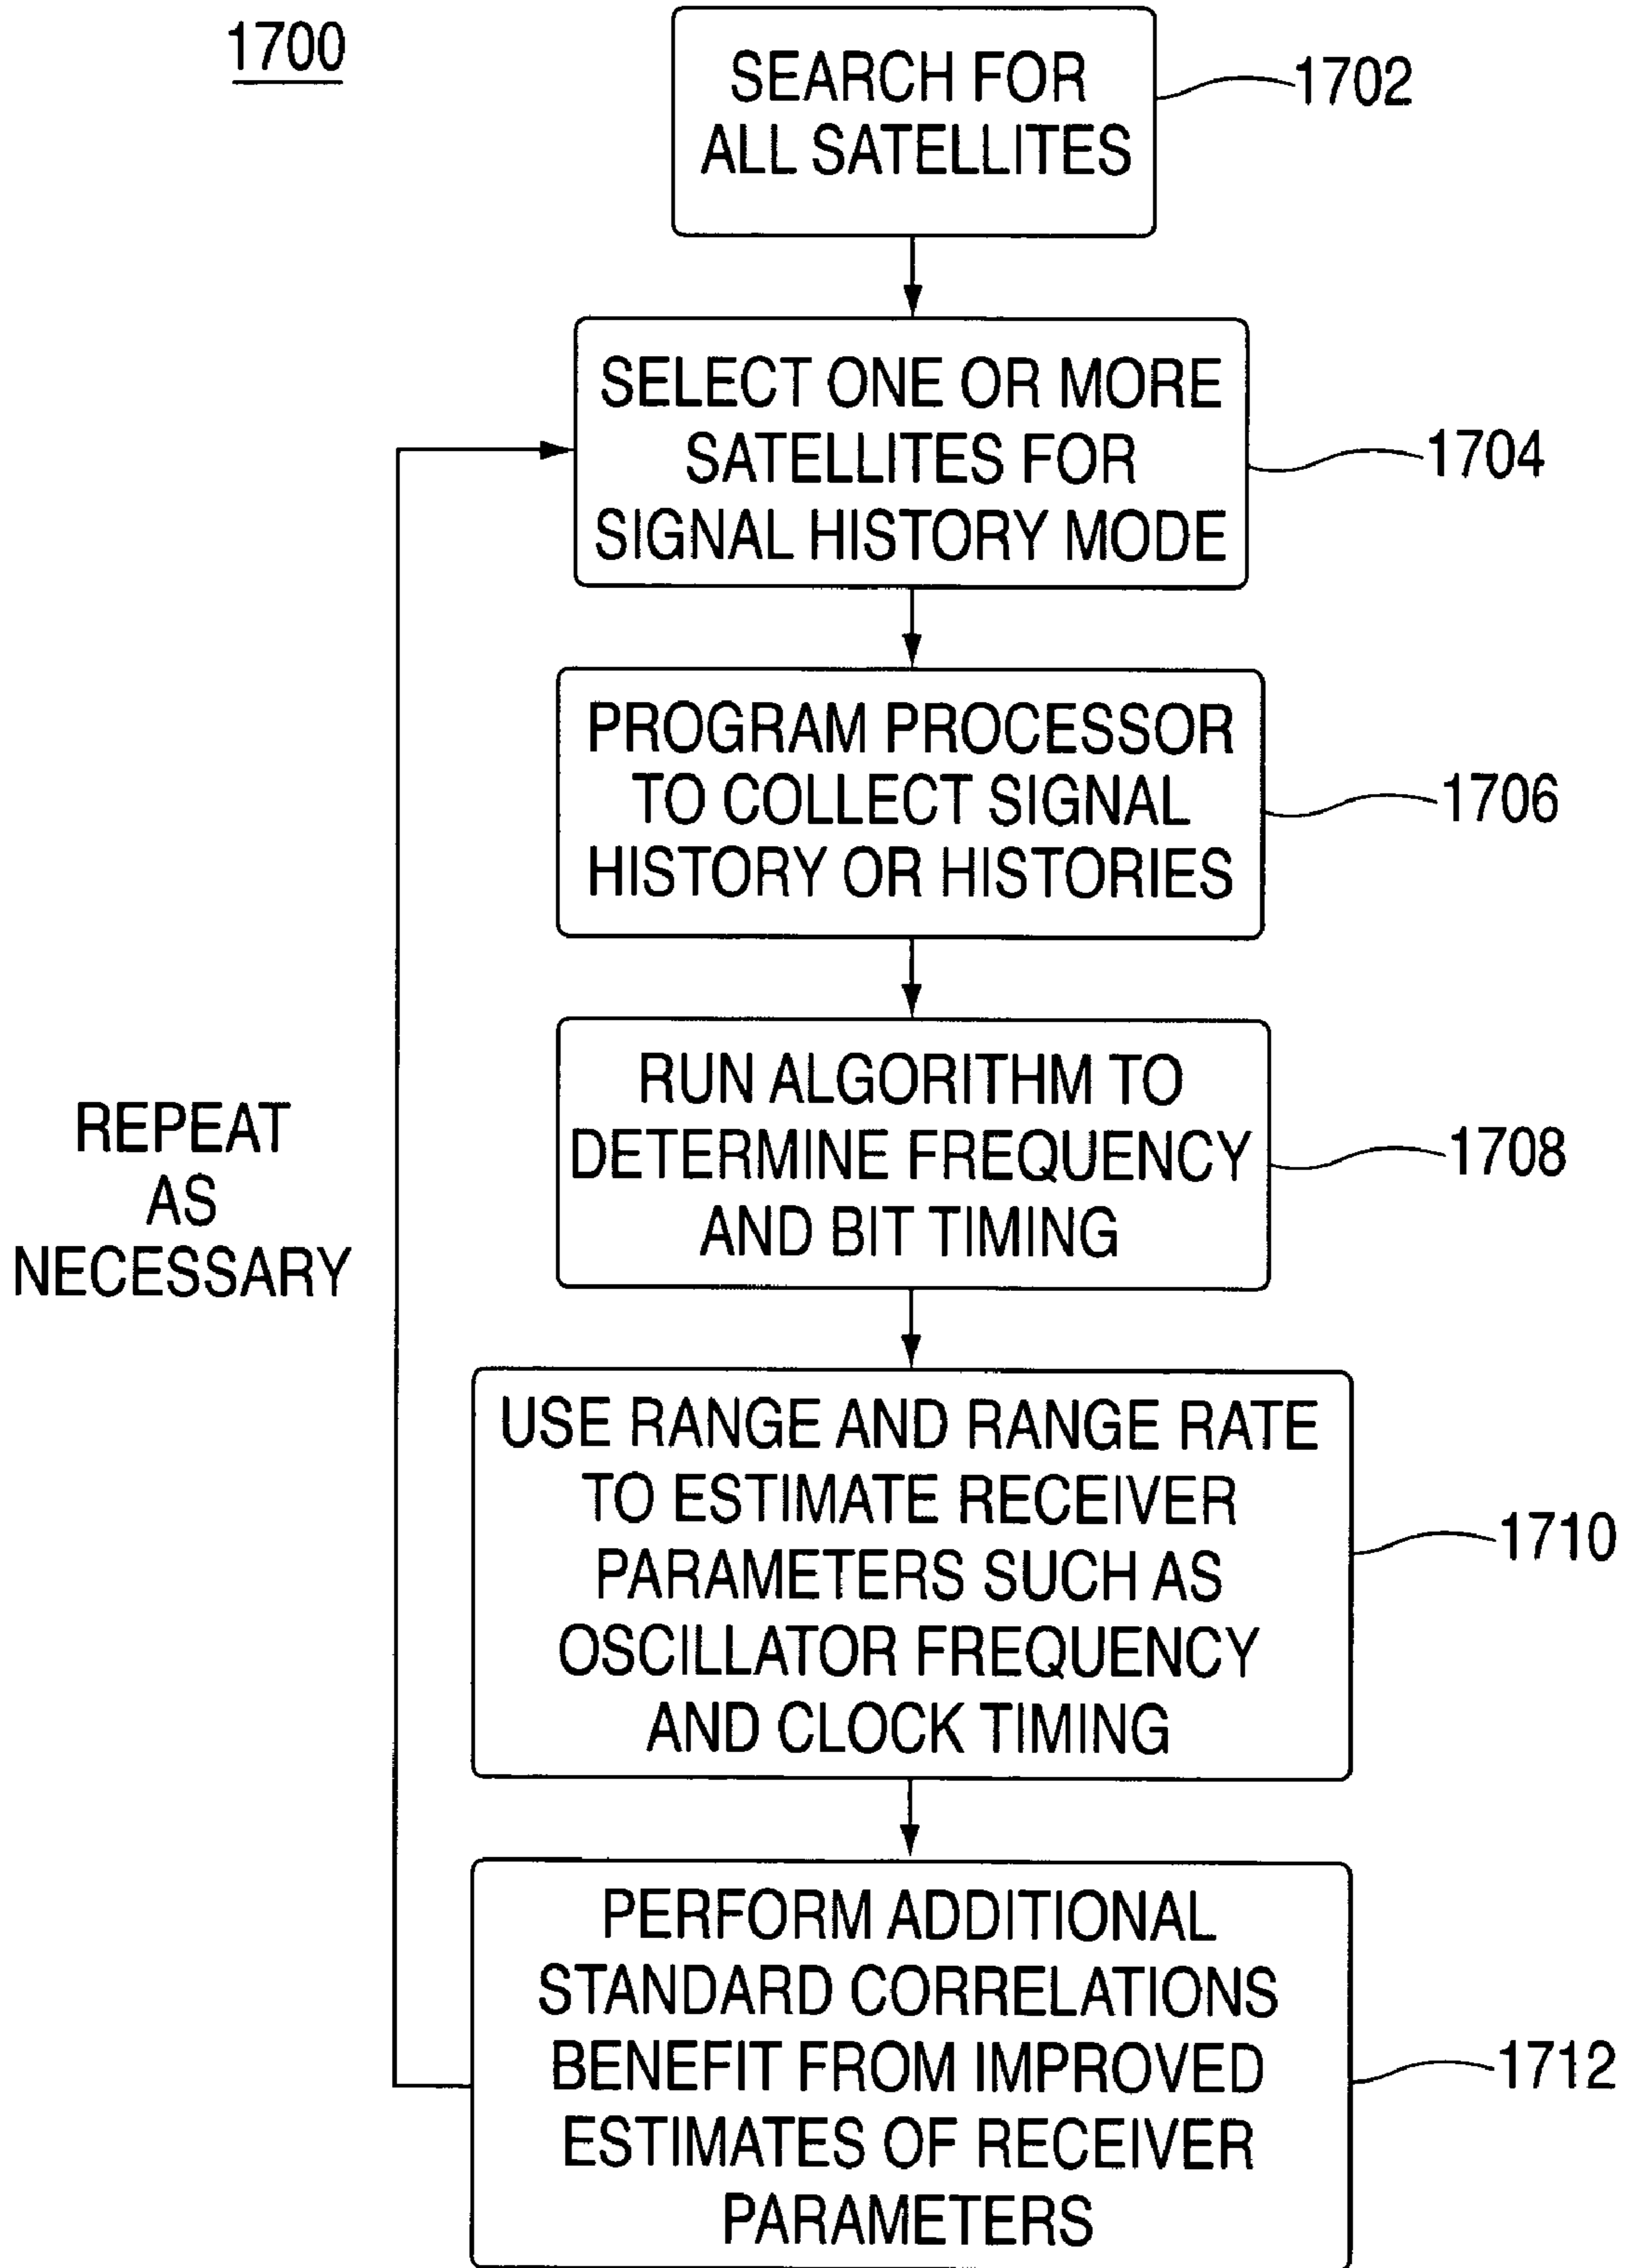 1700
SEARCH FOR
ALL SATELLITES
1702
SELECT ONE OR MORE
SATELLITES FOR
SIGNAL HISTORY MODE
1704
PROGRAM PROCESSOR
TO COLLECT SIGNAL
HISTORY OR HISTORIES
1706
RUN ALGORITHM TO
DETERMINE FREQUENCY
AND BIT TIMING
1708
REPEAT
AS
NECESSARY
USE RANGE AND RANGE RATE
TO ESTIMATE RECEIVER
PARAMETERS SUCH AS
OSCILLATOR FREQUENCY
AND CLOCK TIMING
1710
PERFORM ADDITIONAL
STANDARD CORRELATIONS
BENEFIT FROM IMPROVED
ESTIMATES OF RECEIVER
PARAMETERS
1712